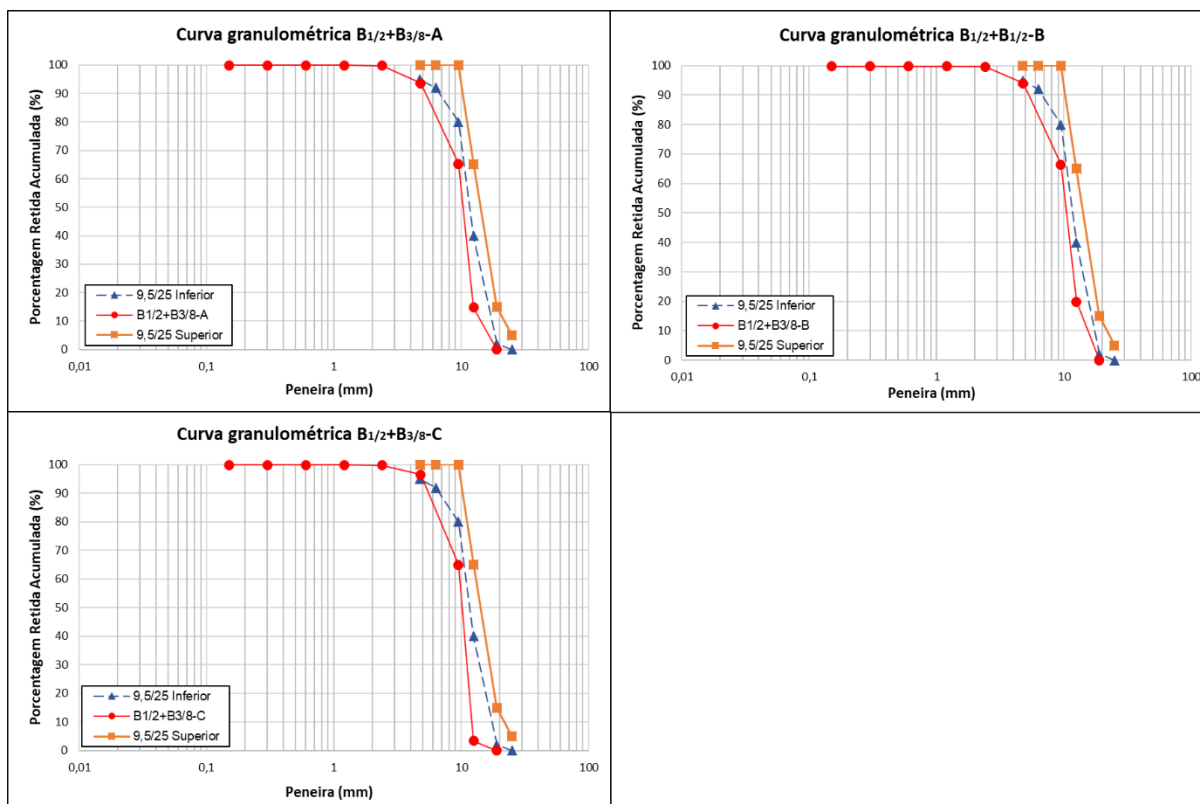 Curva granulométrica B1/2+B3/8-A
Porcentagem Retida Acumulada (%)
100
90
80
70
60
50
40
30
20
10
0
9,5/25 Inferior
B1/2+B3/8-A
9,5/25 Superior
0,01 0,1 1 10 100
Peneira (mm)
Curva granulométrica B1/2+B1/2-B
Porcentagem Retida Acumulada (%)
100
90
80
70
60
50
40
30
20
10
0
9,5/25 Inferior
B1/2+B3/8-B
9,5/25 Superior
0,01 0,1 1 10 100
Peneira (mm)
Curva granulométrica B1/2+B3/8-C
Porcentagem Retida Acumulada (%)
100
90
80
70
60
50
40
30
20
10
0
9,5/25 Inferior
B1/2+B3/8-C
9,5/25 Superior
0,01 0,1 1 10 100
Peneira (mm)